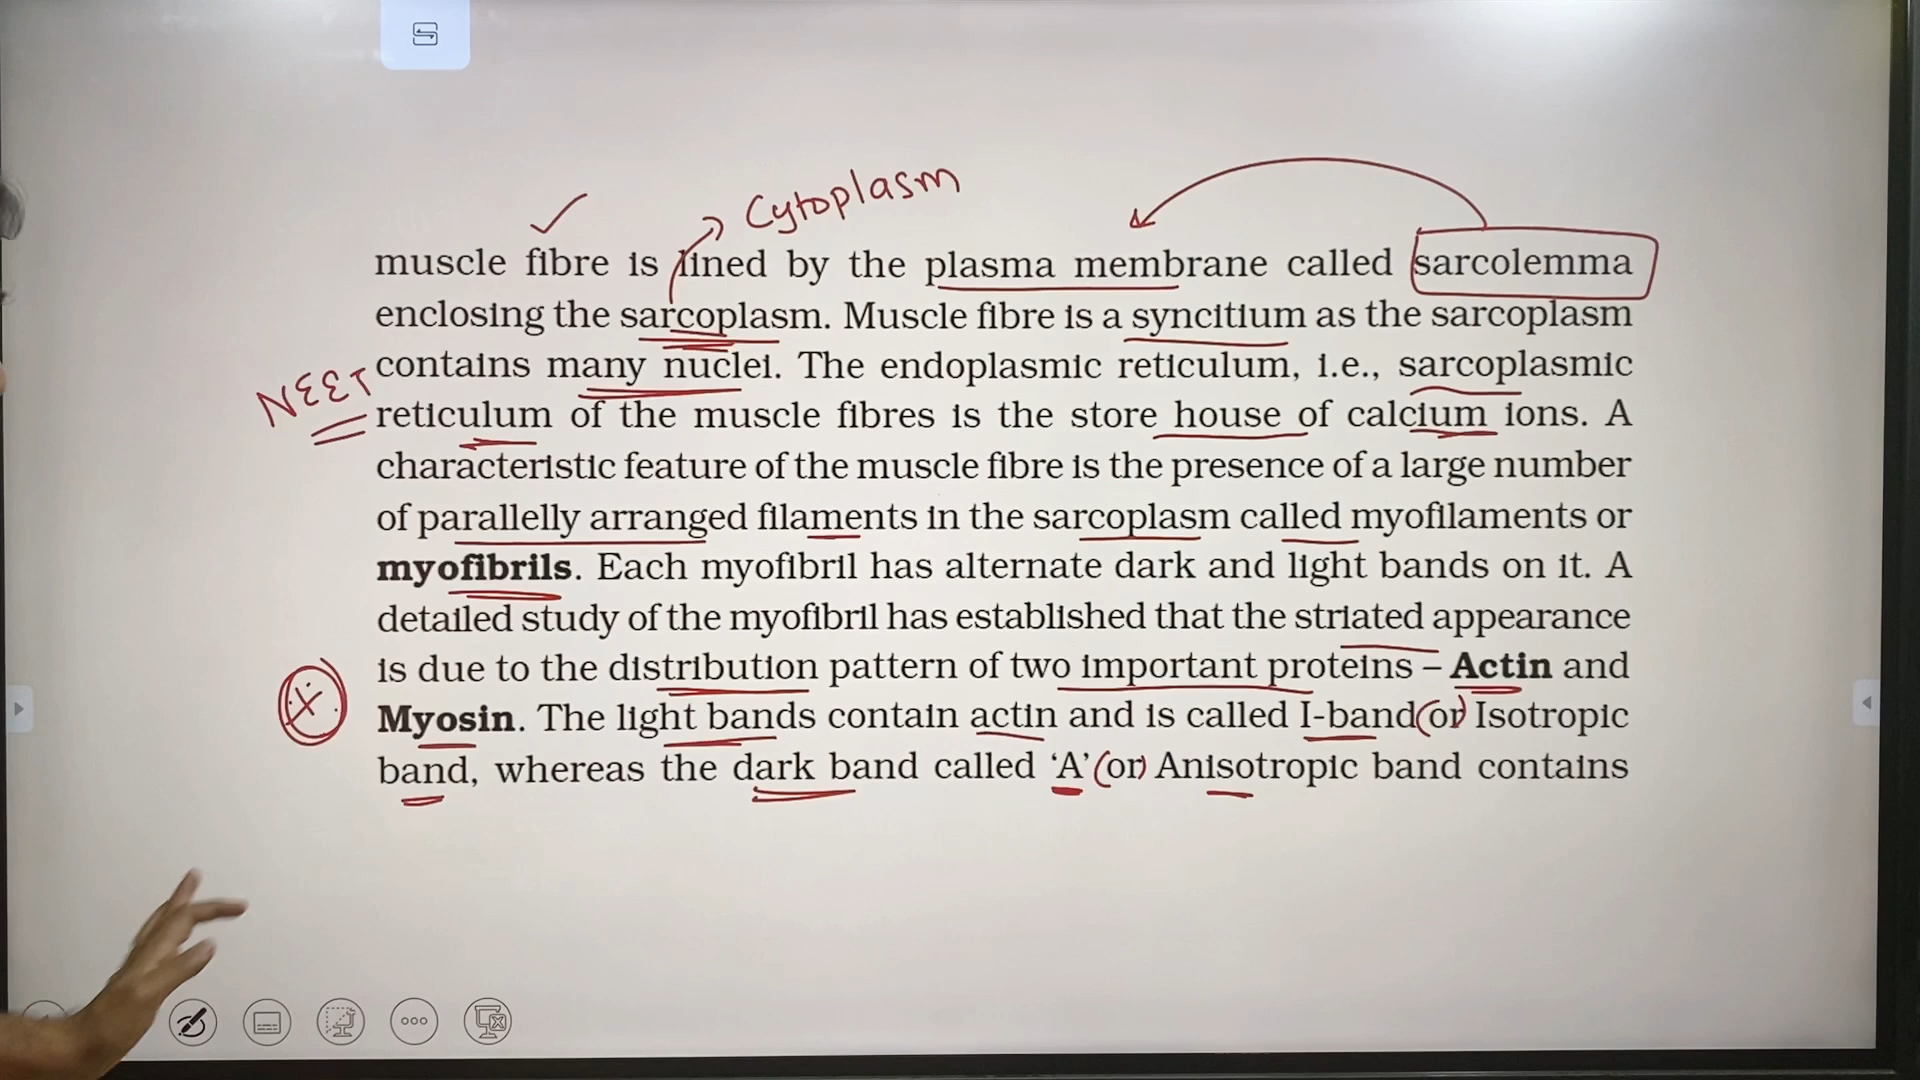 Cytoplasm
muscle fibre is lined by the plasma membrane called sarcolemma
enclosing the sarcoplasm. Muscle fibre is a syncitium as the sarcoplasm
contains many nuclei. The endoplasmic reticulum, i.e., sarcoplasmic
NEET
reticulum of the muscle fibres is the store house of calcium ions. A
characteristic feature of the muscle fibre is the presence of a large number
of parallelly arranged filaments in the sarcoplasm called myofilaments or
myofibrils. Each myofibril has alternate dark and light bands on it. A
detailed study of the myofibril has established that the striated appearance
is due to the distribution pattern of two important proteins – Actin and
Myosin. The light bands contain actin and is called I-band or Isotropic
band, whereas the dark band called ‘A’ or Anisotropic band contains